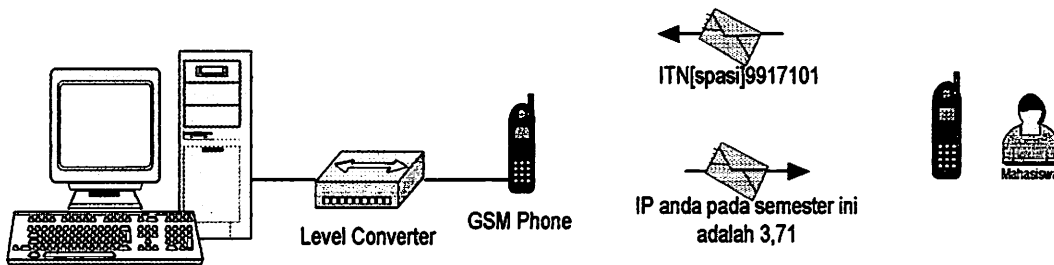 ITN[spasi]9917101
Mahasiswa
Level Converter
GSM Phone
IP anda pada semester ini
adalah 3,71